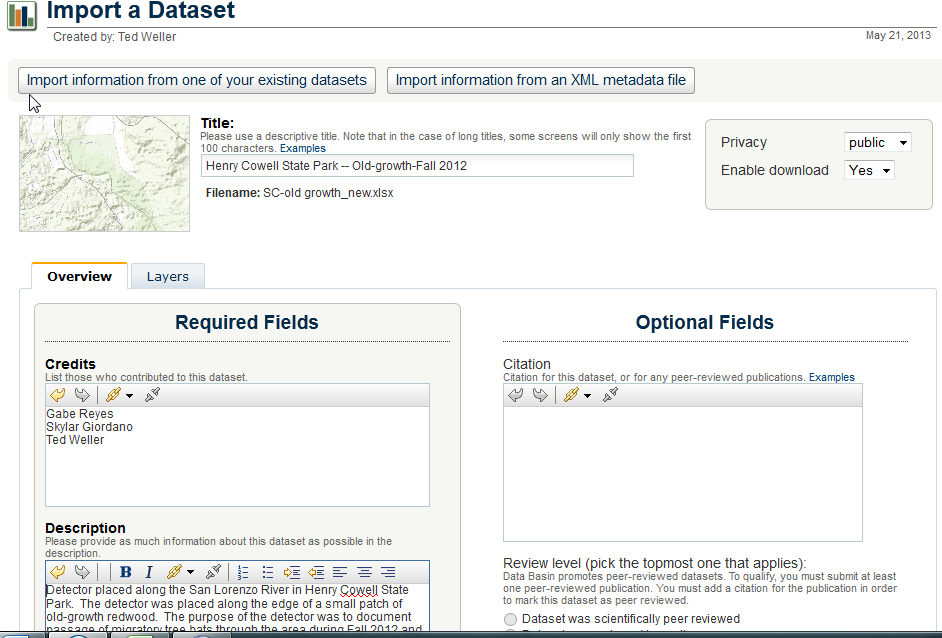 Import a Dataset
Created by: Ted Weller
May 21, 2013
Import information from one of your existing datasets
Import information from an XML metadata file
Title:
Please use a descriptive title. Note that in the case of long titles, some screens will only show the first
100 characters. Examples
Henry Cowell State Park -- Old-growth-Fall 2012
Filename: SC-old growth_new.xlsx
Privacy public
Enable download Yes
Overview Layers
Required Fields
Credits
List those who contributed to this dataset.
Gabe Reyes
Skylar Giordano
Ted Weller
Description
Please provide as much information about this dataset as possible in the
description.
B I
Detector placed along the San Lorenzo River in Henry Cowell State
Park. The detector was placed along the edge of a small patch of
old-growth redwood. The purpose of the detector was to document
passage of migratory tree bats through the area during Fall 2012 and
Optional Fields
Citation
Citation for this dataset, or for any peer-reviewed publications. Examples
Review level (pick the topmost one that applies):
Data Basin promotes peer-reviewed datasets. To qualify, you must submit at least
one peer-reviewed publication. You must add a citation for the publication in order
to mark this dataset as peer reviewed.
Dataset was scientifically peer reviewed